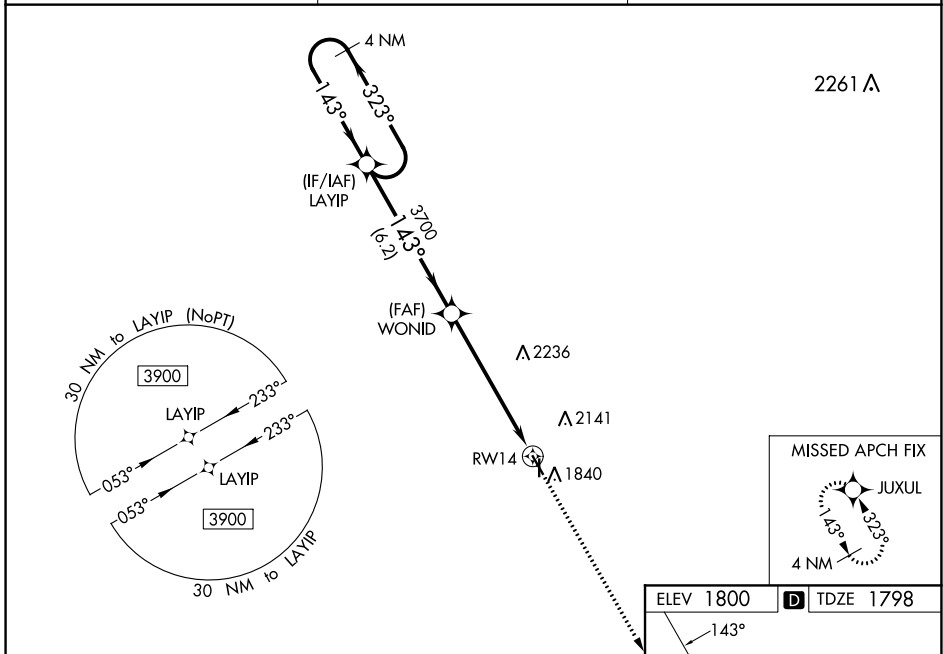 4 NM
143°
323°
2261
(IF/IAF)
LAYIP
3700
143°
(6.2)
(FAF)
WONID
30 NM to LAYIP (NoPT)
3900
LAYIP
233°
053°
233°
LAYIP
053°
3900
30 NM to LAYIP
2236
2141
RW14
1840
MISSED APCH FIX
JUXUL
143°
323°
4 NM
ELEV 1800
D
TDZE 1798
143°